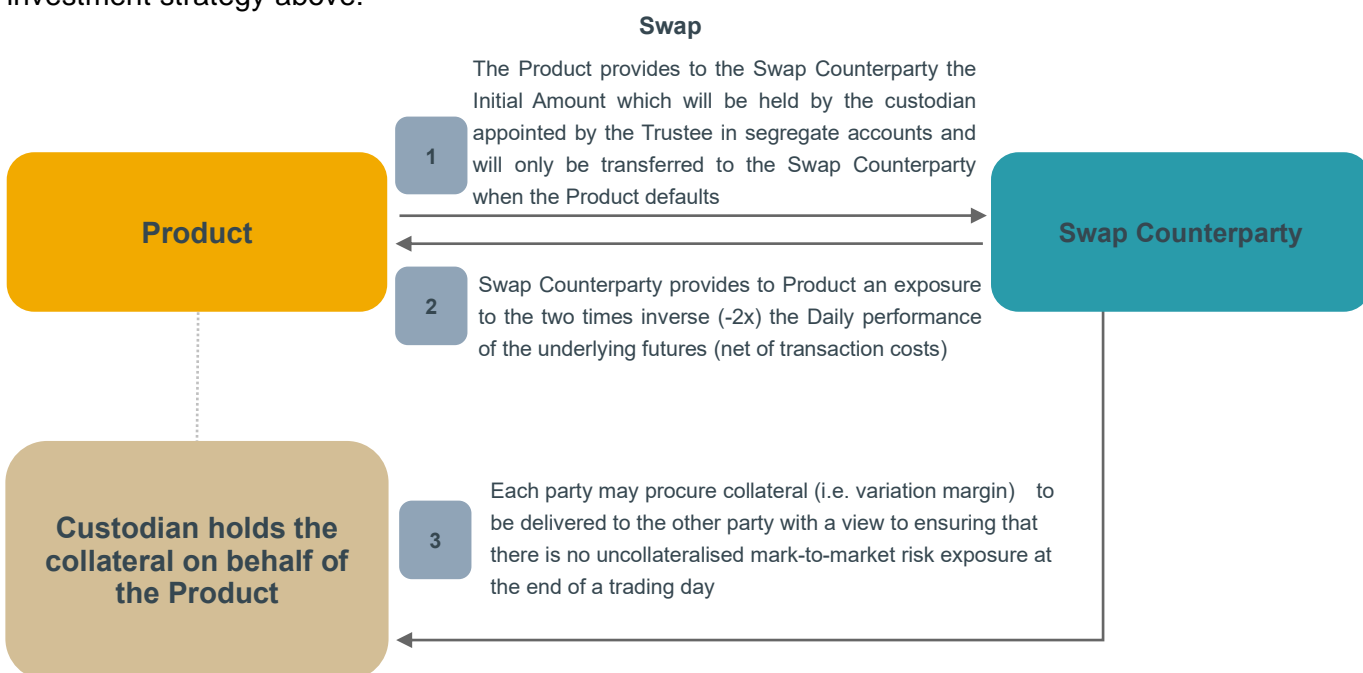 investment strategy above.
Swap
The Product provides to the Swap Counterparty the
Initial Amount which will be held by the custodian
appointed by the Trustee in segregate accounts and
will only be transferred to the Swap Counterparty
when the Product defaults
1
Product
Swap Counterparty
2
Swap Counterparty provides to Product an exposure
to the two times inverse (-2x) the Daily performance
of the underlying futures (net of transaction costs)
Custodian holds the
collateral on behalf of
the Product
3
Each party may procure collateral (i.e. variation margin) to
be delivered to the other party with a view to ensuring that
there is no uncollateralised mark-to-market risk exposure at
the end of a trading day